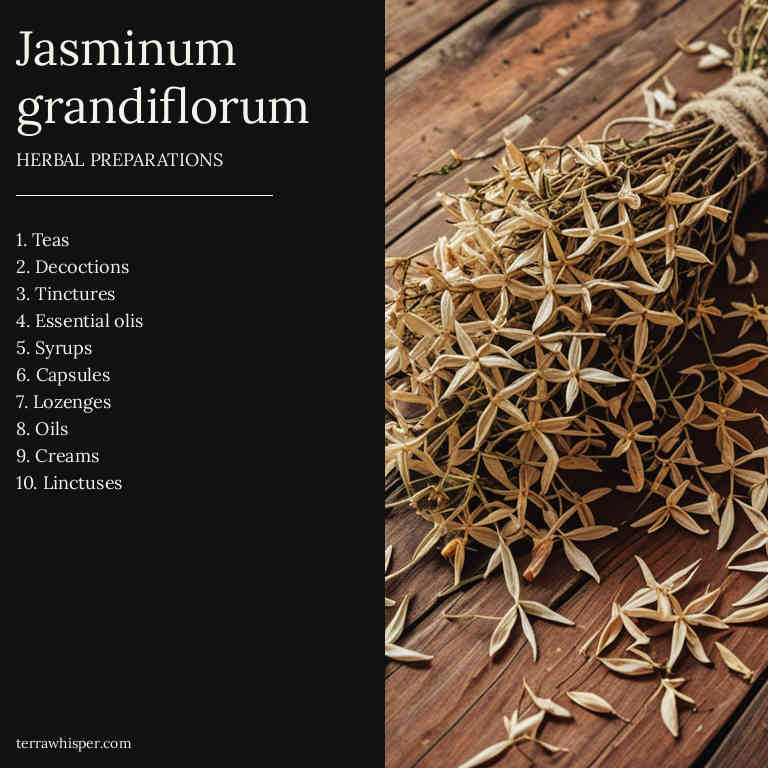 Jasminum
grandiflorum
HERBAL PREPARATIONS
1. Teas
2. Decoctions
3. Tinctures
4. Essential olis
5. Syrups
6. Capsules
7. Lozenges
8. Oils
9. Creams
10. Linctuses
terrawhisper.com